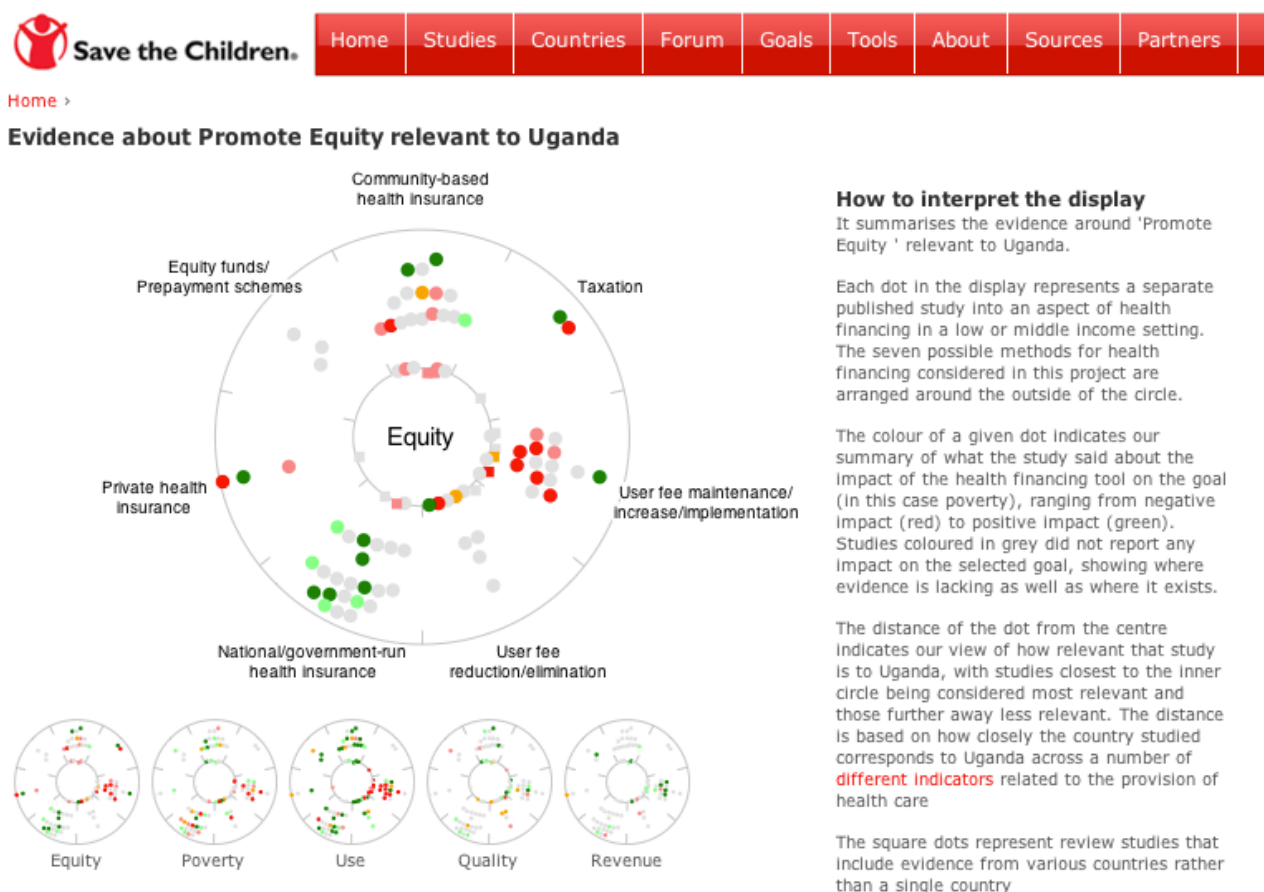 Save the Children®
Home Studies Countries Forum Goals Tools About Sources Partners
Home ›
Evidence about Promote Equity relevant to Uganda
Community-based
health insurance
Equity funds/
Prepayment schemes
Taxation
Equity
Private health
insurance
User fee maintenance/
increase/implementation
National/government-run
health insurance
User fee
reduction/elimination
Equity Poverty Use Quality Revenue
How to interpret the display
It summarises the evidence around 'Promote
Equity ' relevant to Uganda.
Each dot in the display represents a separate
published study into an aspect of health
financing in a low or middle income setting.
The seven possible methods for health
financing considered in this project are
arranged around the outside of the circle.
The colour of a given dot indicates our
summary of what the study said about the
impact of the health financing tool on the goal
(in this case poverty), ranging from negative
impact (red) to positive impact (green).
Studies coloured in grey did not report any
impact on the selected goal, showing where
evidence is lacking as well as where it exists.
The distance of the dot from the centre
indicates our view of how relevant that study
is to Uganda, with studies closest to the inner
circle being considered most relevant and
those further away less relevant. The distance
is based on how closely the country studied
corresponds to Uganda across a number of
different indicators related to the provision of
health care
The square dots represent review studies that
include evidence from various countries rather
than a single country